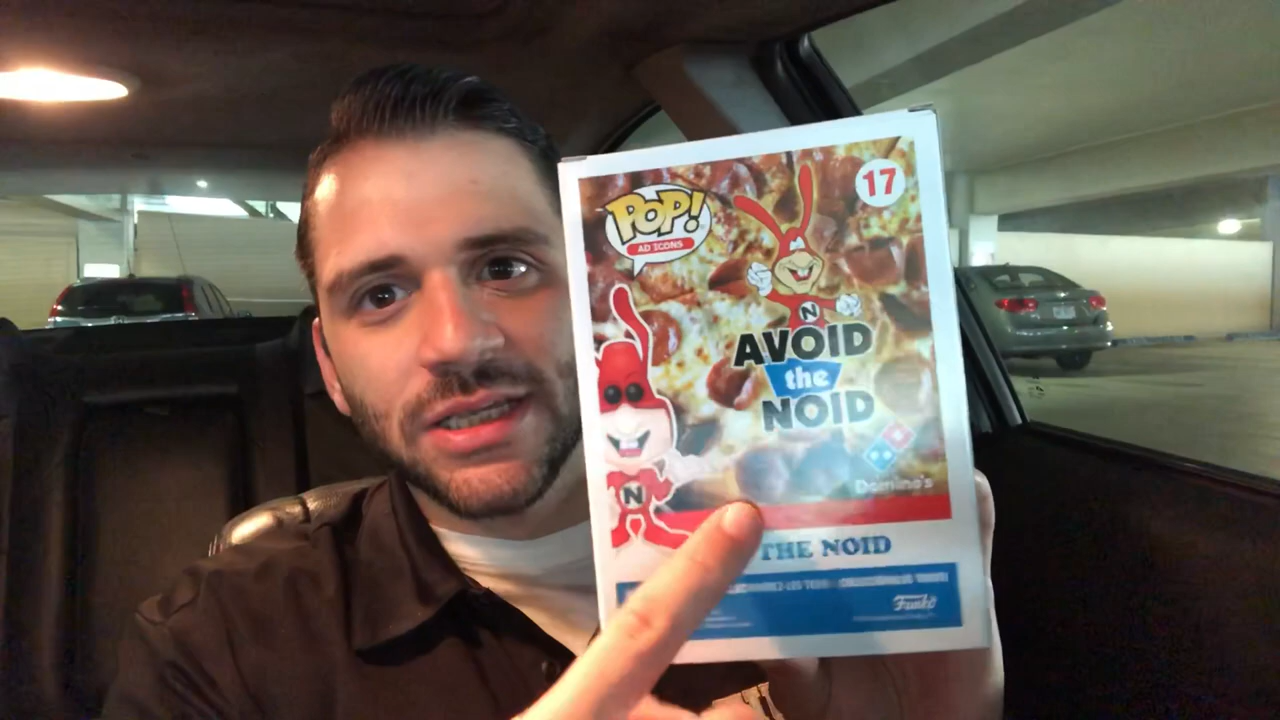 POP!
AD ICONS
17
N
AVOID
the
NOID
Domino's
N
THE NOID
Funko